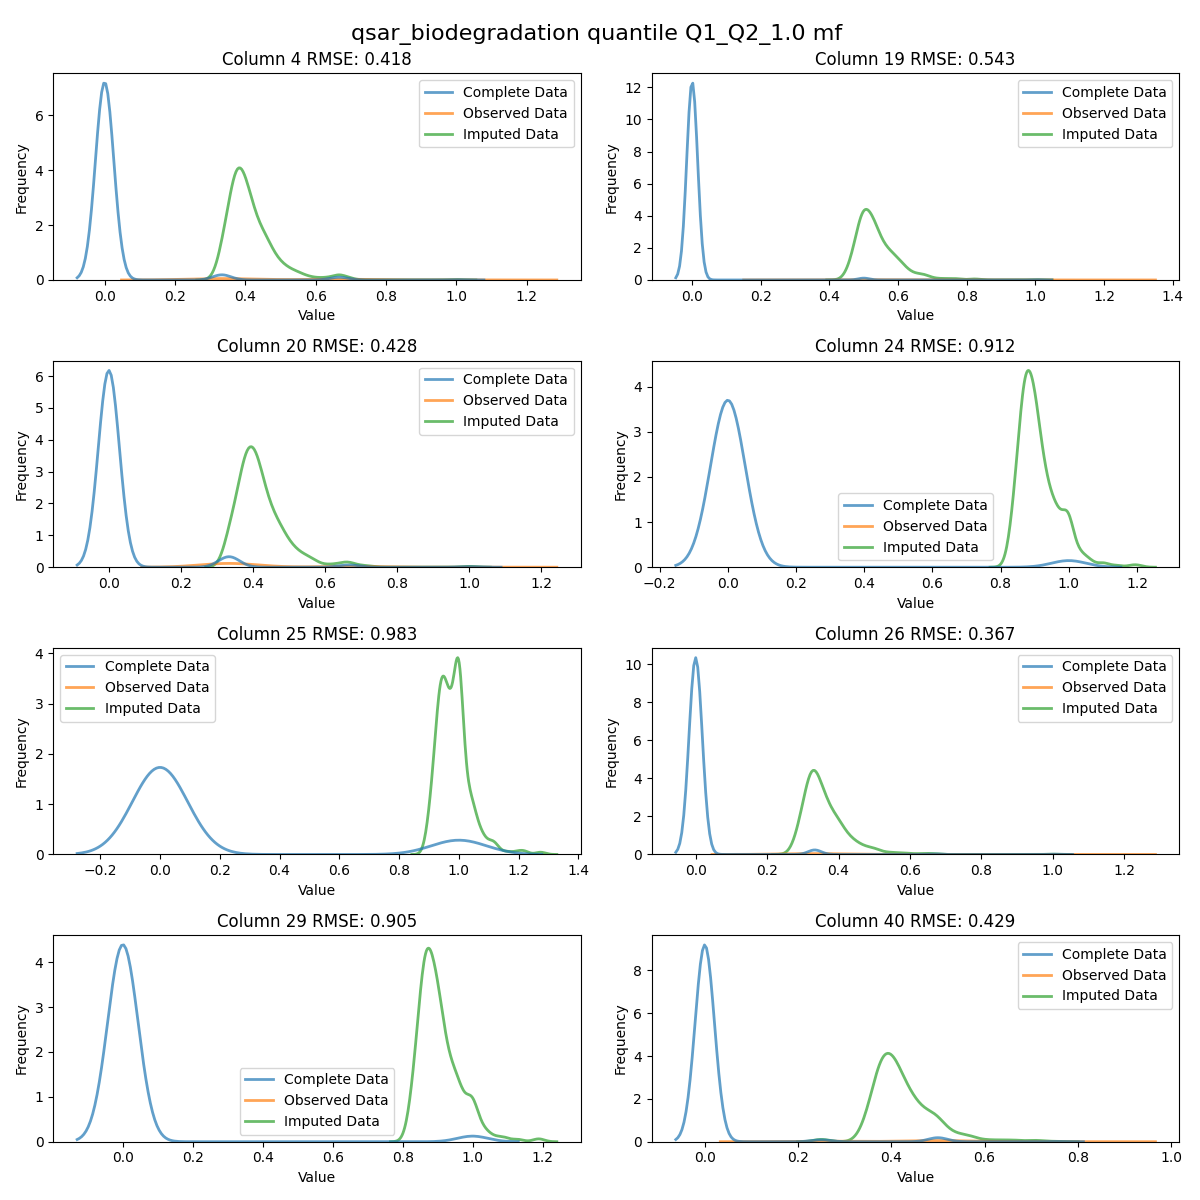 qsar_biodegradation quantile Q1_Q2_1.0 mf
Column 4 RMSE: 0.418
Frequency
6
4
2
0
0.0 0.2 0.4 0.6 0.8 1.0 1.2
Value
Complete Data
Observed Data
Imputed Data
Column 19 RMSE: 0.543
Frequency
12
10
8
6
4
2
0
0.0 0.2 0.4 0.6 0.8 1.0 1.2 1.4
Value
Complete Data
Observed Data
Imputed Data
Column 20 RMSE: 0.428
Frequency
6
5
4
3
2
1
0
0.0 0.2 0.4 0.6 0.8 1.0 1.2
Value
Complete Data
Observed Data
Imputed Data
Column 24 RMSE: 0.912
Frequency
4
3
2
1
0
−0.2 0.0 0.2 0.4 0.6 0.8 1.0 1.2
Value
Complete Data
Observed Data
Imputed Data
Column 25 RMSE: 0.983
Frequency
4
3
2
1
0
−0.2 0.0 0.2 0.4 0.6 0.8 1.0 1.2 1.4
Value
Complete Data
Observed Data
Imputed Data
Column 26 RMSE: 0.367
Frequency
10
8
6
4
2
0
0.0 0.2 0.4 0.6 0.8 1.0 1.2
Value
Complete Data
Observed Data
Imputed Data
Column 29 RMSE: 0.905
Frequency
4
3
2
1
0
0.0 0.2 0.4 0.6 0.8 1.0 1.2
Value
Complete Data
Observed Data
Imputed Data
Column 40 RMSE: 0.429
Frequency
8
6
4
2
0
0.0 0.2 0.4 0.6 0.8 1.0
Value
Complete Data
Observed Data
Imputed Data